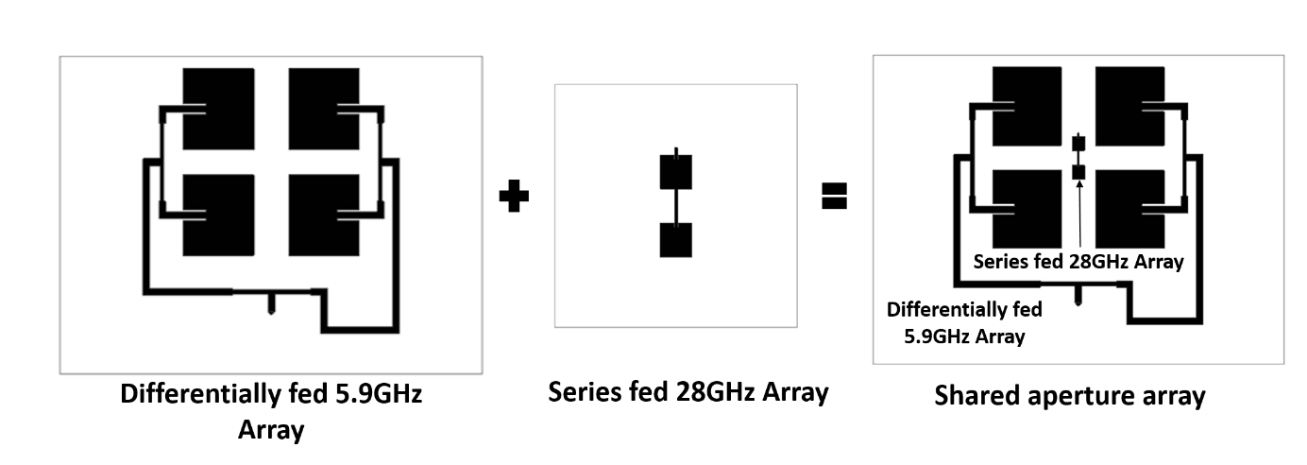 Differentially fed 5.9GHz
Array
Series fed 28GHz Array
Series fed 28GHz Array
Differentially fed
5.9GHz Array
Shared aperture array